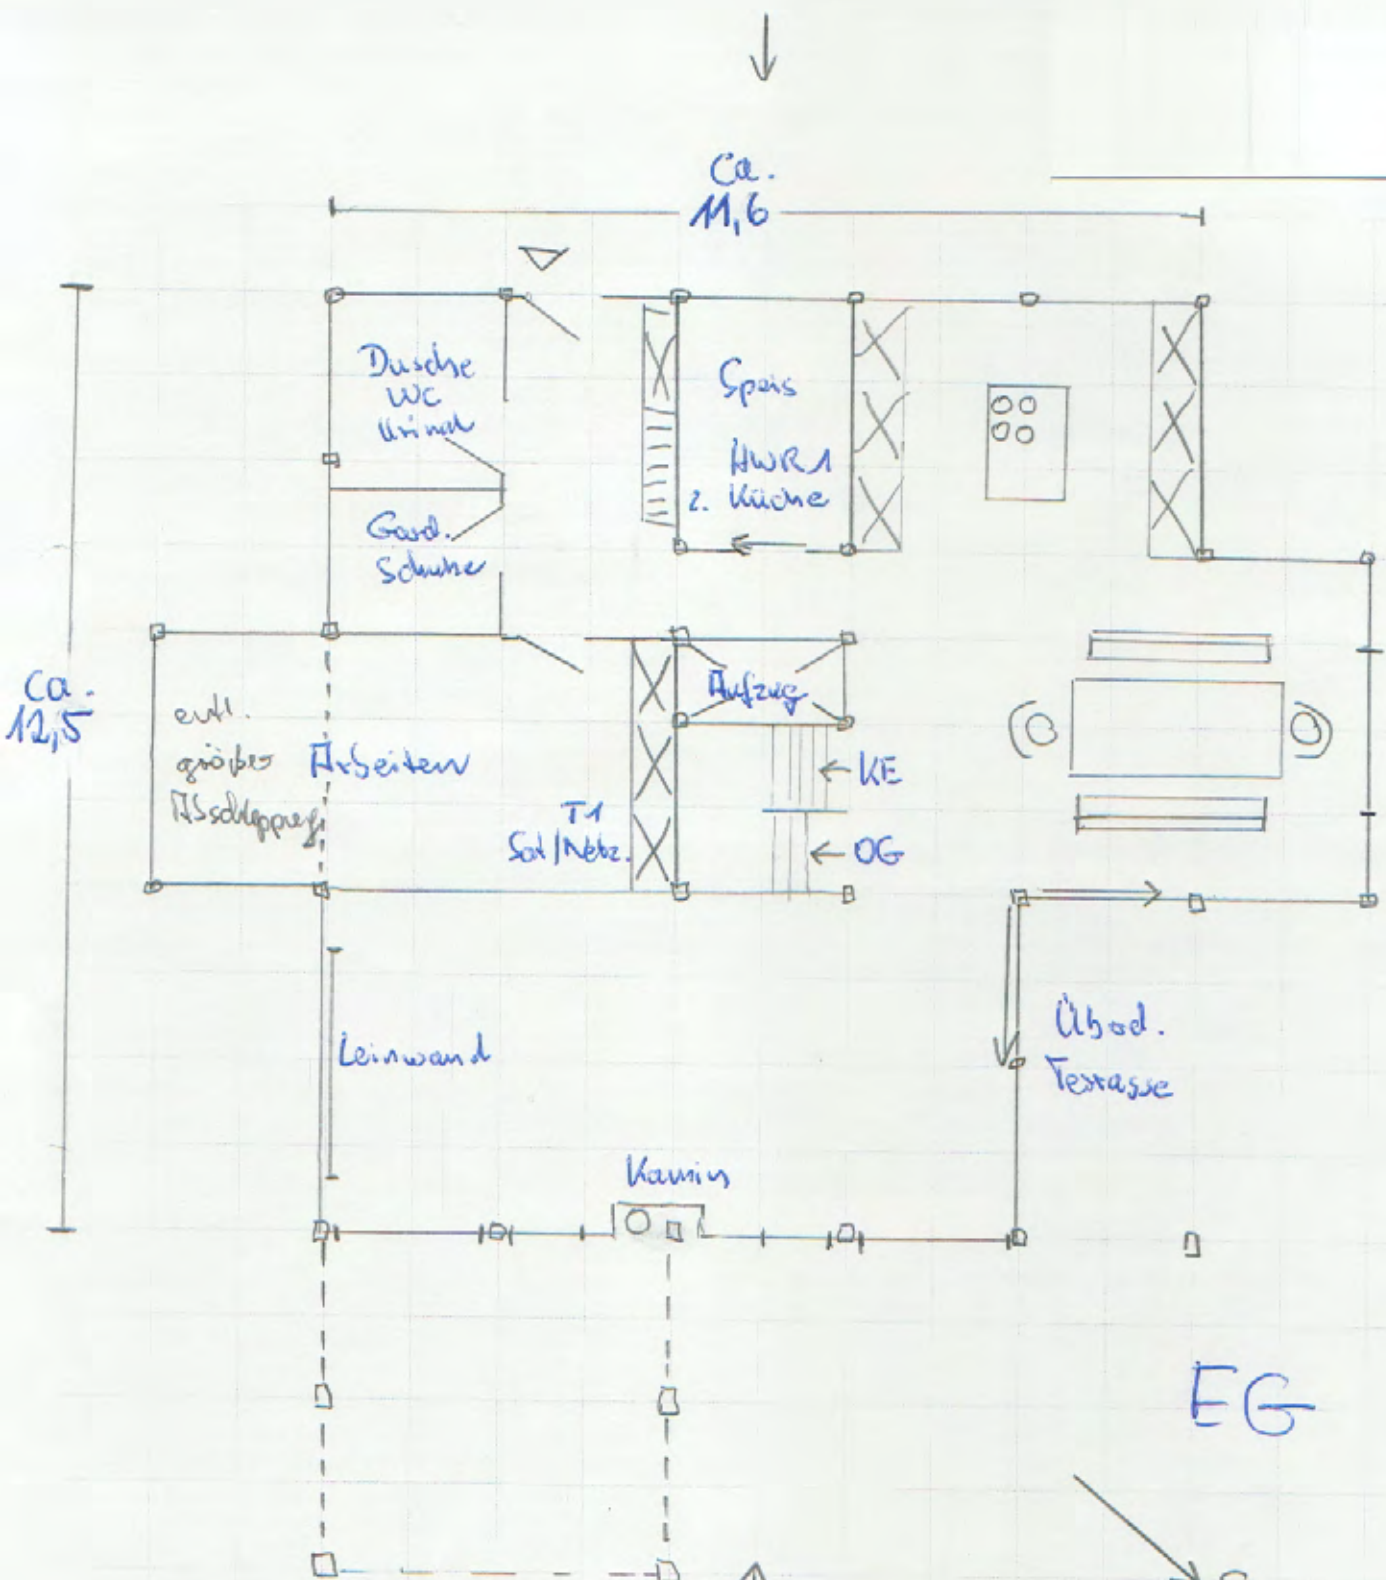 Ca.
11,6
Dusche
WC
Urinal
Speis
HWR 1
2. Küche
Gard.
Schuhe
Ca.
12,5
evtl.
größer
Abschleppung
Arbeiten
Aufzug
← KE
T1
Sat/Netz.
← OG
Leinwand
Überd.
Terrasse
Kamin
EG